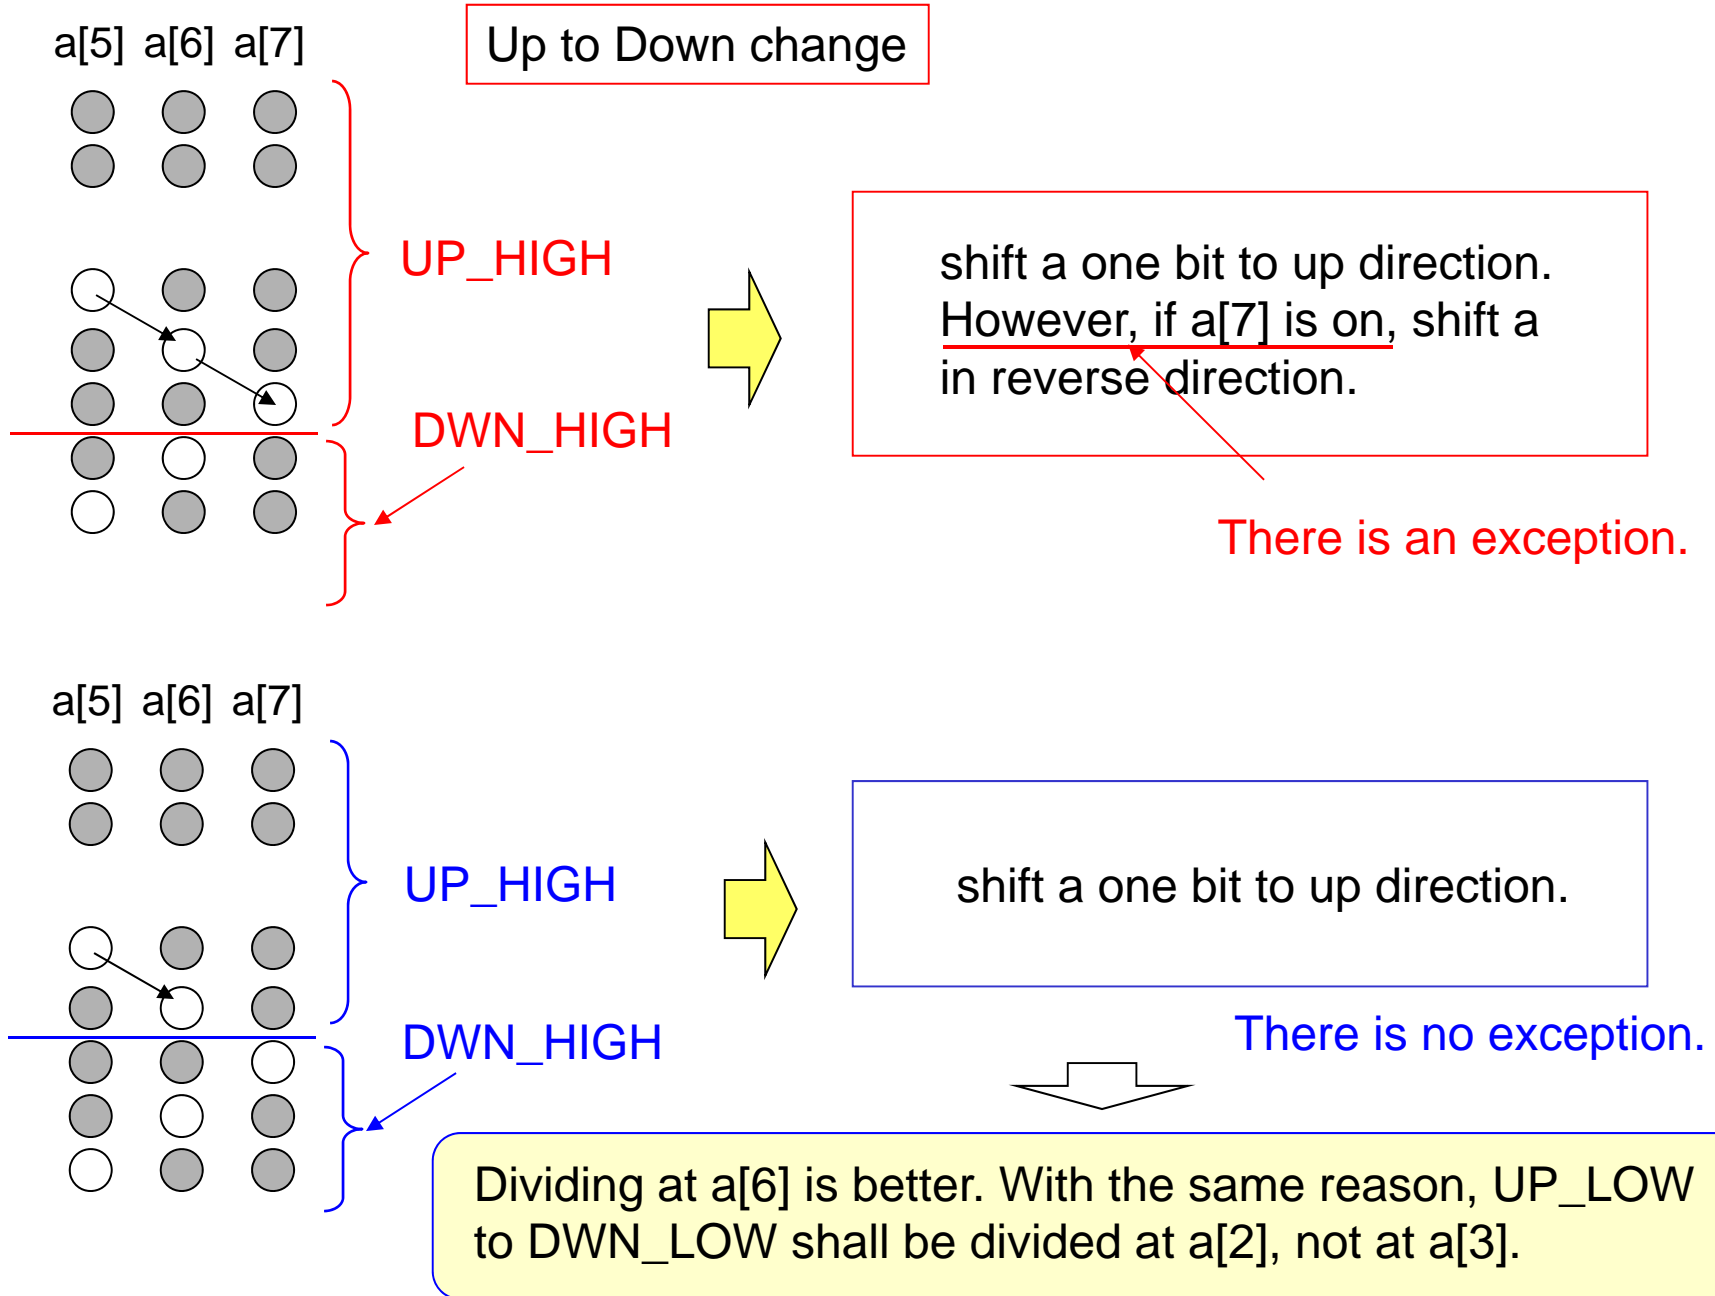 a[5] a[6] a[7]
Up to Down change
UP_HIGH
shift a one bit to up direction.
However, if a[7] is on, shift a
in reverse direction.
DWN_HIGH
There is an exception.
a[5] a[6] a[7]
UP_HIGH
shift a one bit to up direction.
DWN_HIGH
There is no exception.
Dividing at a[6] is better. With the same reason, UP_LOW
to DWN_LOW shall be divided at a[2], not at a[3].